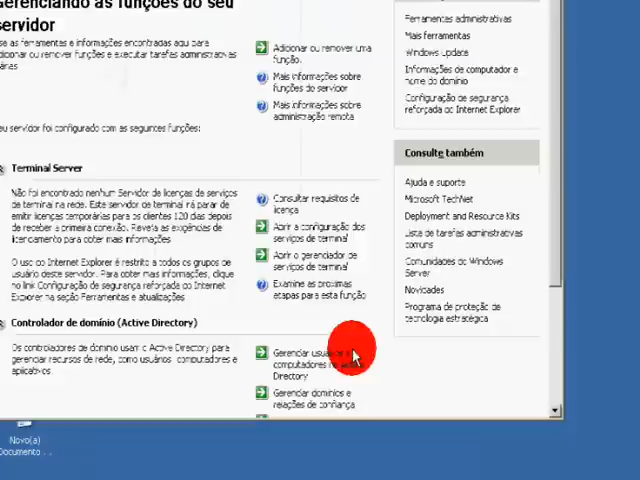 Gerenciando as funções do seu
servidor
se as ferramentas e informações encontradas aqui para
dicionar ou remover funções e executar tarefas administrativas
árias
Adicionar ou remover uma
função.
Mais informações sobre
funções do servidor
Mais informações sobre
administração remota
eu servidor foi configurado com as seguintes funções:
Terminal Server
Não foi encontrado nenhum Servidor de licenças de serviços
de terminal na rede. Este servidor de terminal irá parar de
emitir licenças temporárias para os clientes 120 dias depois
de receber a primeira conexão. Reveja as exigências de
licenciamento para obter mais informações
O uso do Internet Explorer é restrito a todos os grupos de
usuário deste servidor. Para obter mais informações, clique
no link Configuração de segurança reforçada do Internet
Explorer na seção Ferramentas e atualizações
Consultar requisitos de
licença
Abrir a configuração dos
serviços de terminal
Abrir o gerenciador de
serviços de terminal
Examine as próximas
etapas para esta função
Controlador de domínio (Active Directory)
Os controladores de domínio usam o Active Directory para
gerenciar recursos de rede, como usuários, computadores e
aplicativos.
Gerenciar
computadores
Directory
Gerenciar domínios e
relações de confiança
Ferramentas administrativas
Mais ferramentas
Windows Update
Informações de computador e
nome do domínio
Configuração de segurança
reforçada do Internet Explorer
Consulte também
Ajuda e suporte
Microsoft TechNet
Deployment and Resource Kits
Lista de tarefas administrativas
comuns
Comunidades do Windows
Server
Novidades
Programa de proteção de
tecnologia estratégica
Novo(a)
Documento ...